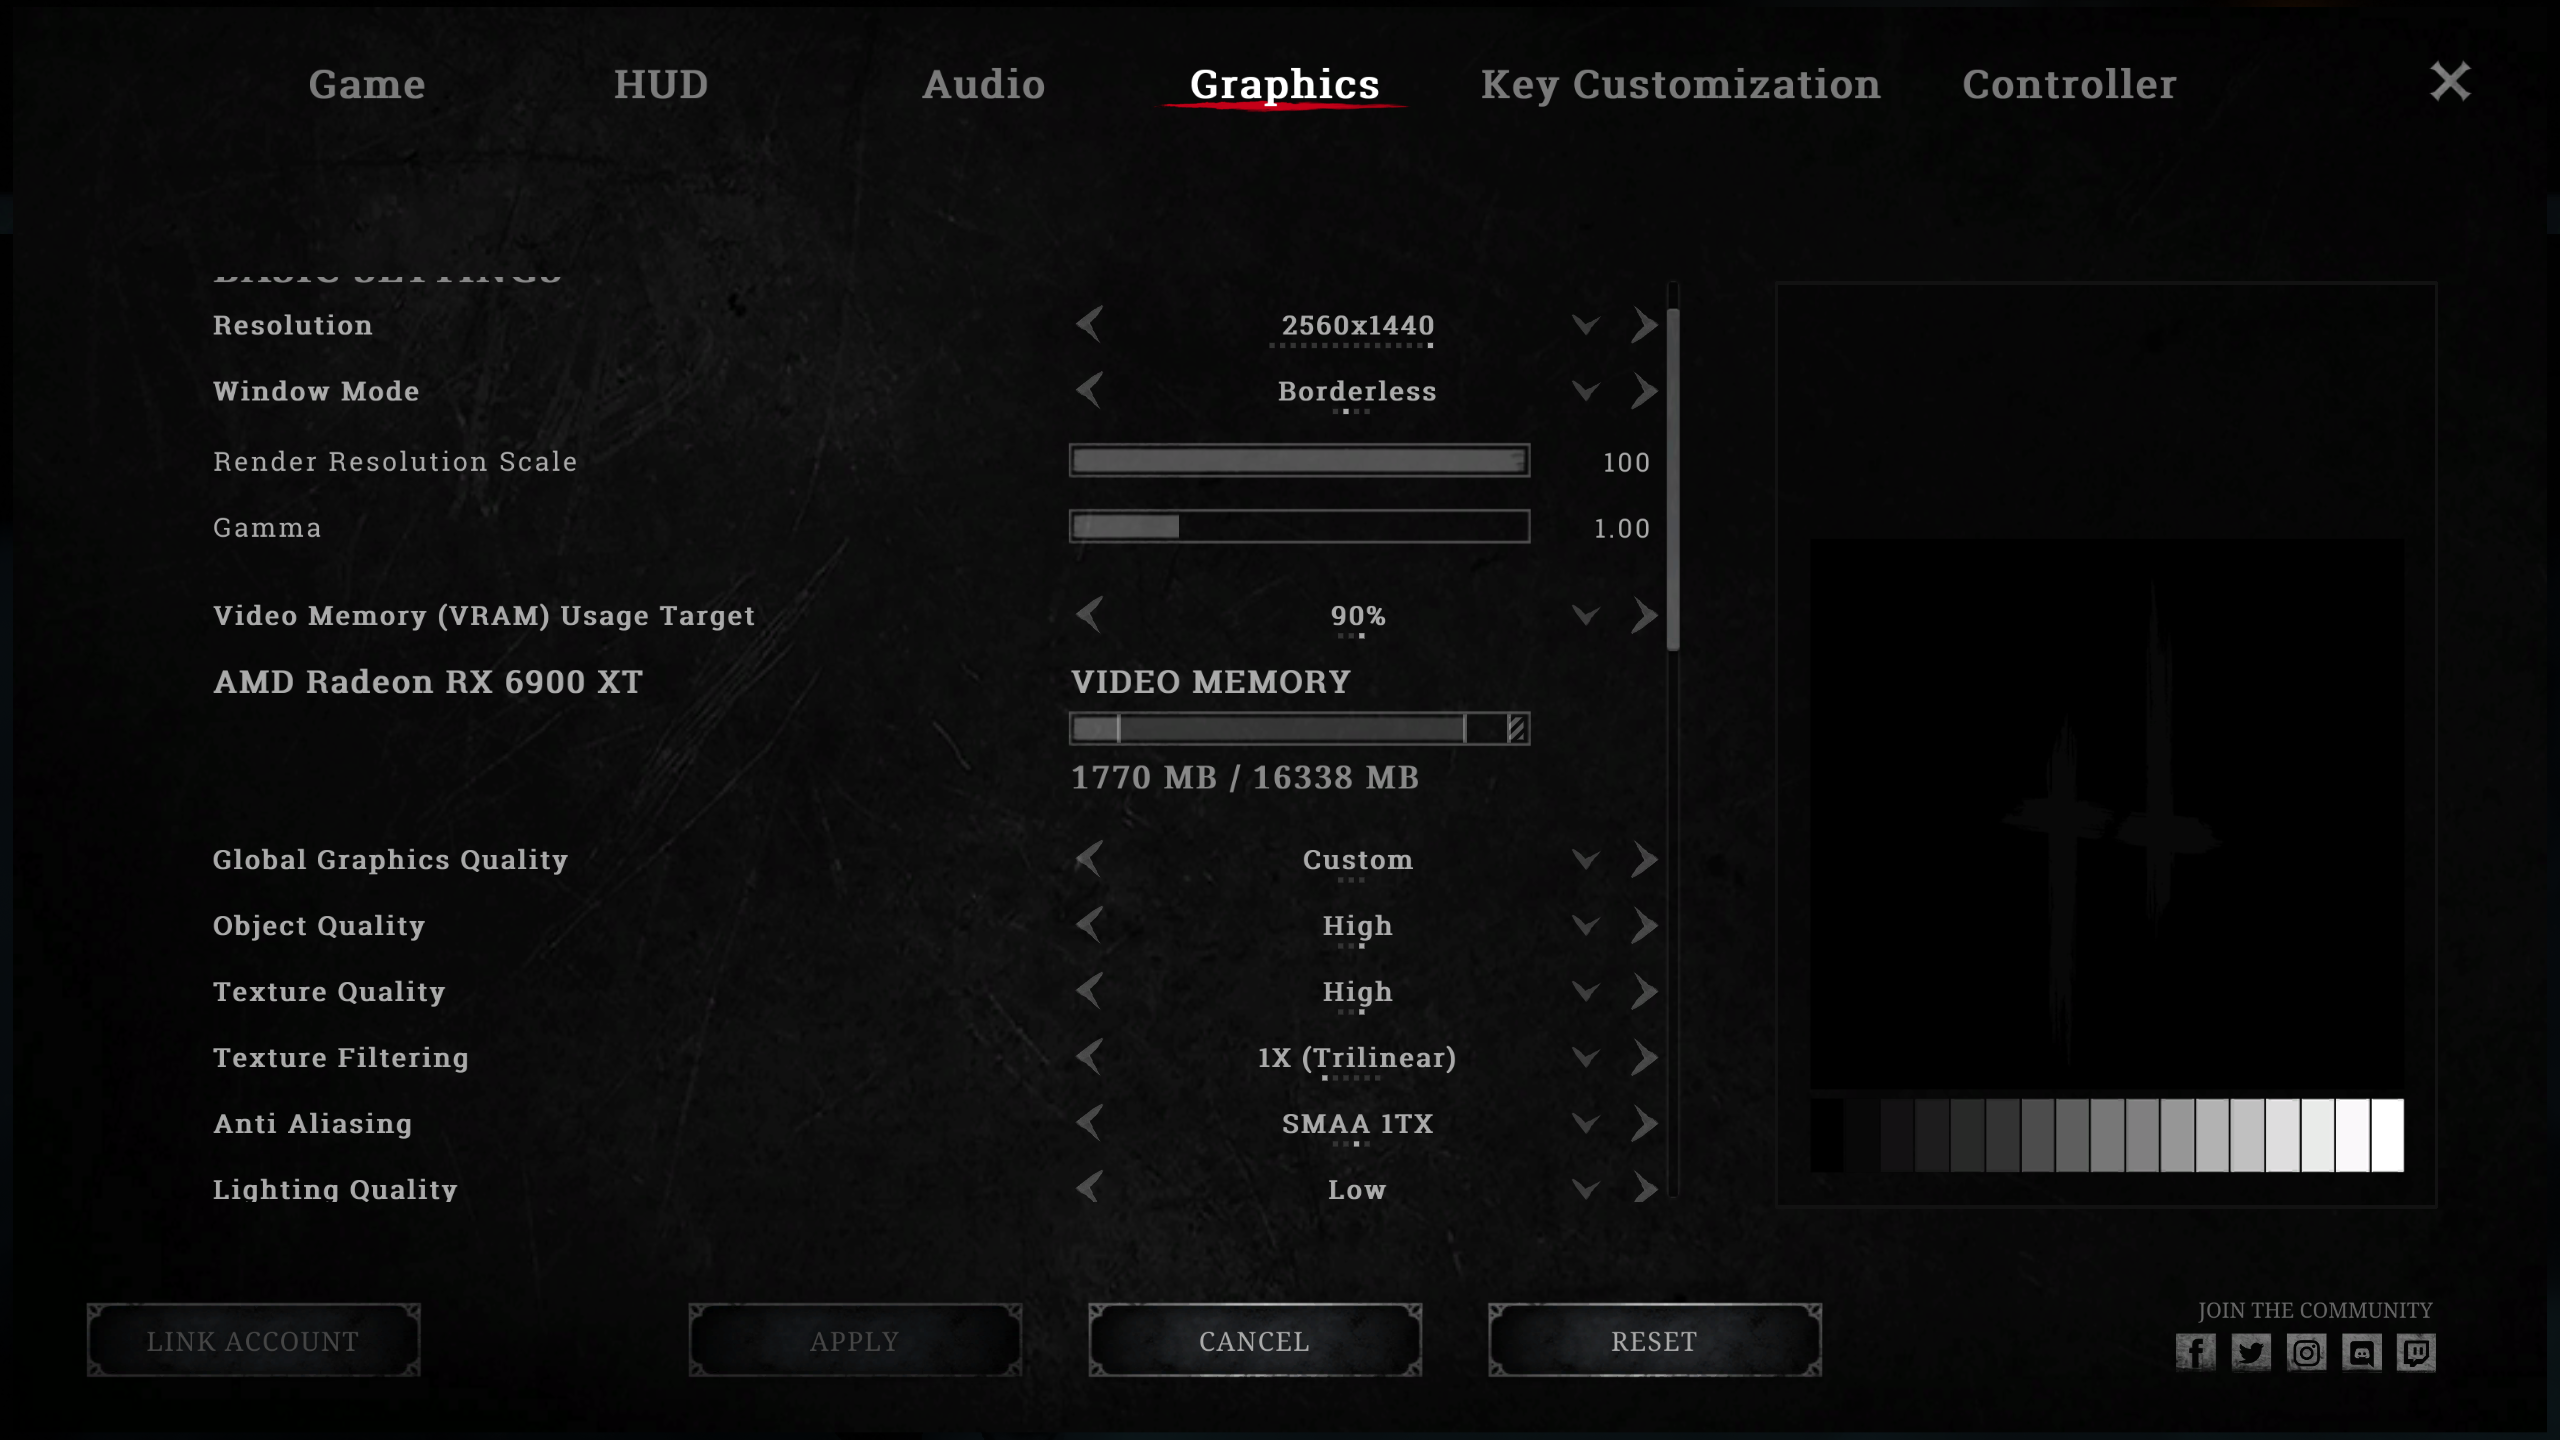 Game HUD Audio Graphics Key Customization Controller
BASIC SETTINGS
Resolution 2560x1440
Window Mode Borderless
Render Resolution Scale 100
Gamma 1.00
Video Memory (VRAM) Usage Target 90%
AMD Radeon RX 6900 XT VIDEO MEMORY
1770 MB / 16338 MB
Global Graphics Quality Custom
Object Quality High
Texture Quality High
Texture Filtering 1X (Trilinear)
Anti Aliasing SMAA 1TX
Lighting Quality Low
LINK ACCOUNT APPLY CANCEL RESET
JOIN THE COMMUNITY